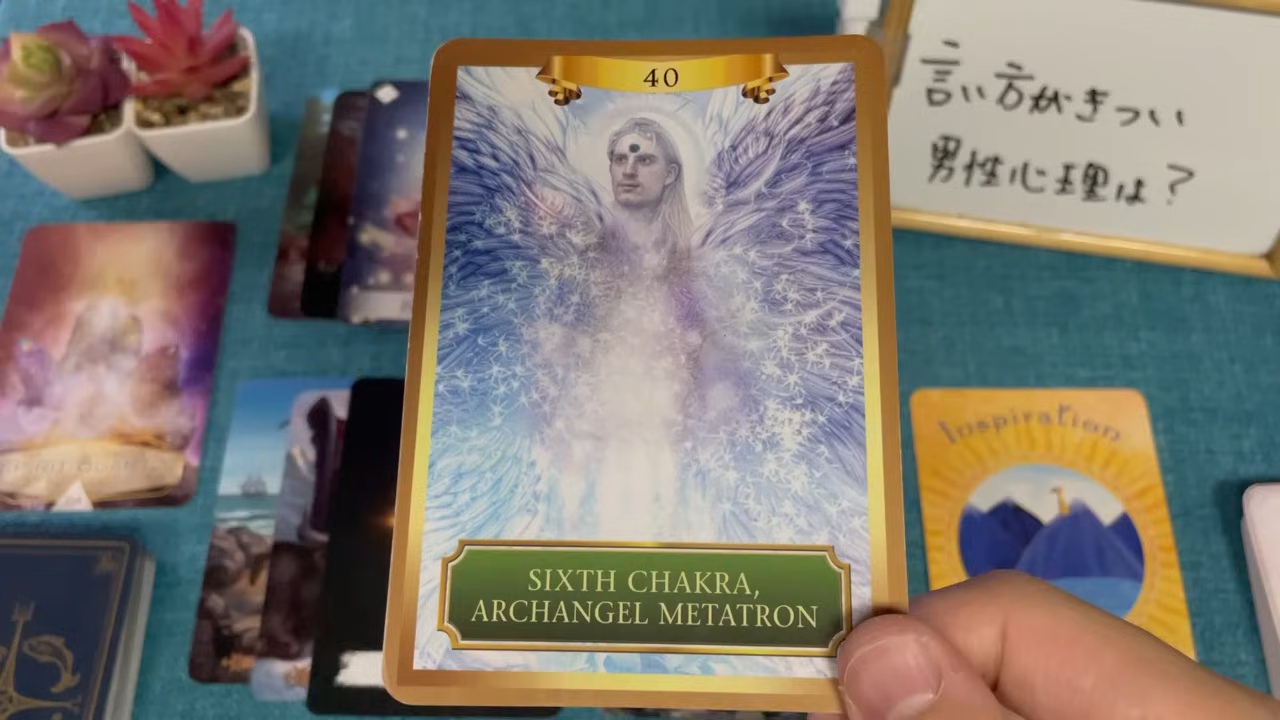 40
言い方がきつい
男性心理は？
Inspiration
SIXTH CHAKRA,
ARCHANGEL METATRON